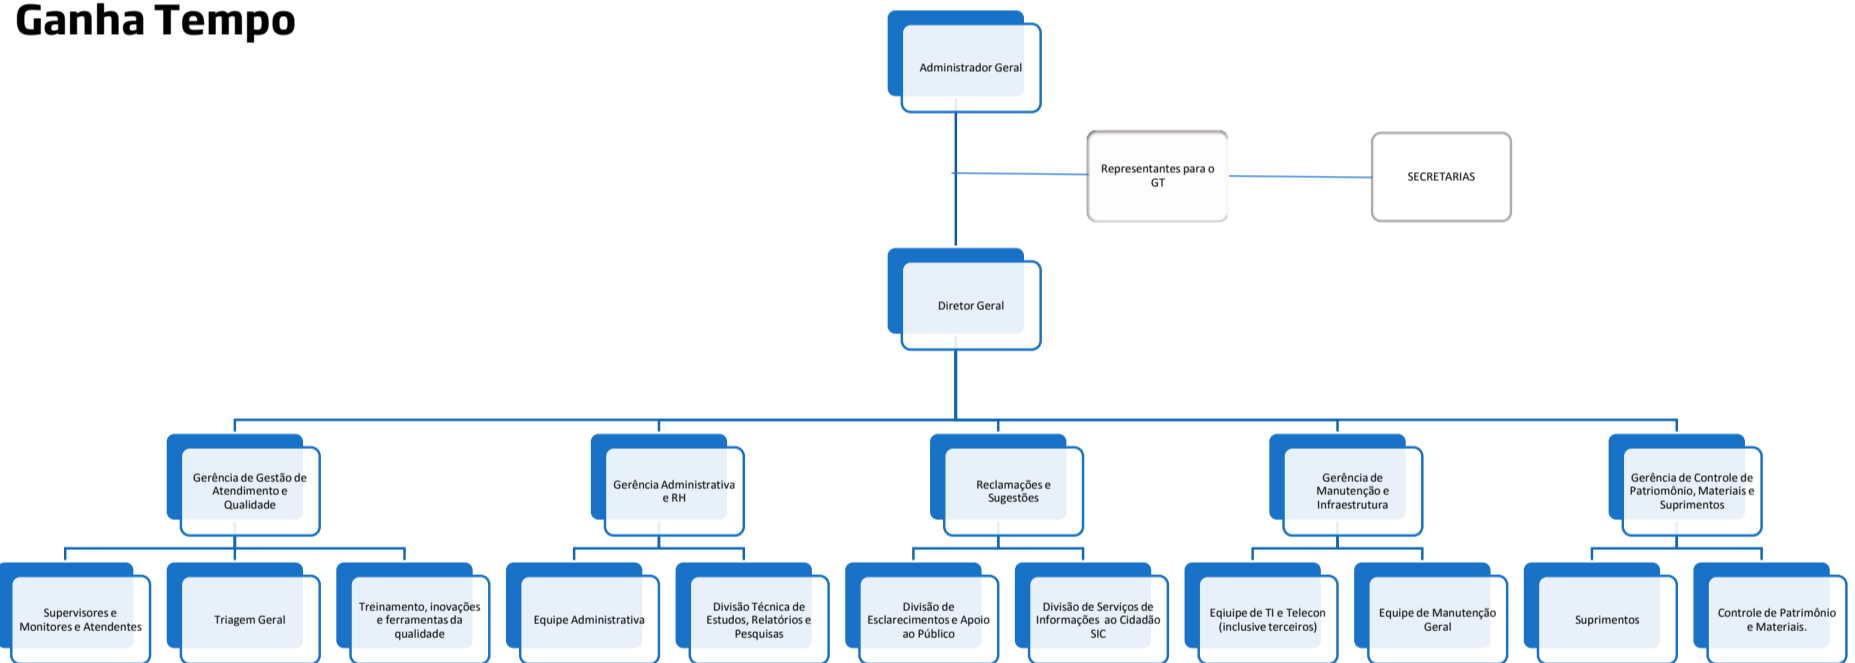 Ganha Tempo
Administrador Geral
Representantes para o
GT
SECRETARIAS
Diretor Geral
Gerência de Gestão de
Atendimento e
Qualidade
Gerência Administrativa
e RH
Reclamações e
Sugestões
Gerência de
Manutenção e
Infraestrutura
Gerência de Controle de
Patriomônio, Materiais e
Suprimentos
Supervisores e
Monitores e Atendentes
Triagem Geral
Treinamento, inovações
e ferramentas da
qualidade
Equipe Administrativa
Divisão Técnica de
Estudos, Relatórios e
Pesquisas
Divisão de
Esclarecimentos e Apoio
ao Público
Divisão de Serviços de
Informações ao Cidadão
SIC
Eqiuipe de TI e Telecon
(inclusive terceiros)
Equipe de Manutenção
Geral
Suprimentos
Controle de Patrimônio
e Materiais.